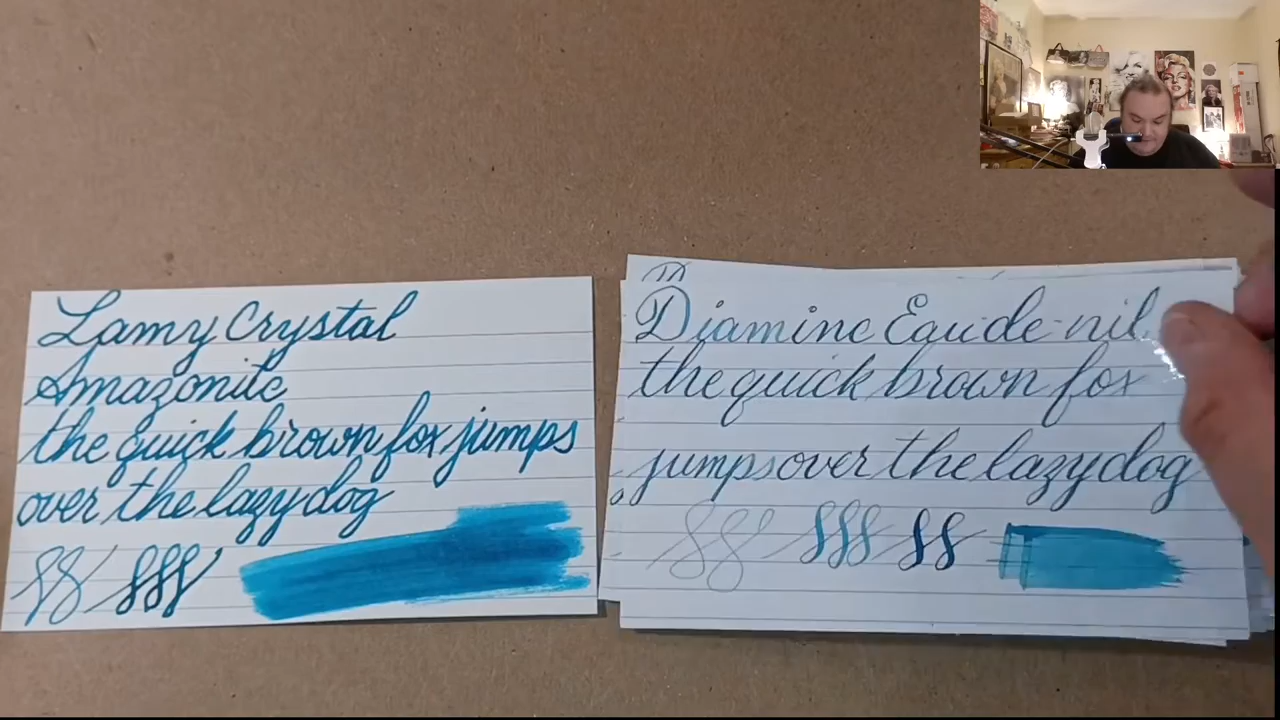 Lamy Crystal
Amazonite
the quick brown fox jumps
over the lazy dog
Diamine Eau de-nil
the quick brown fox
jumps over the lazy dog